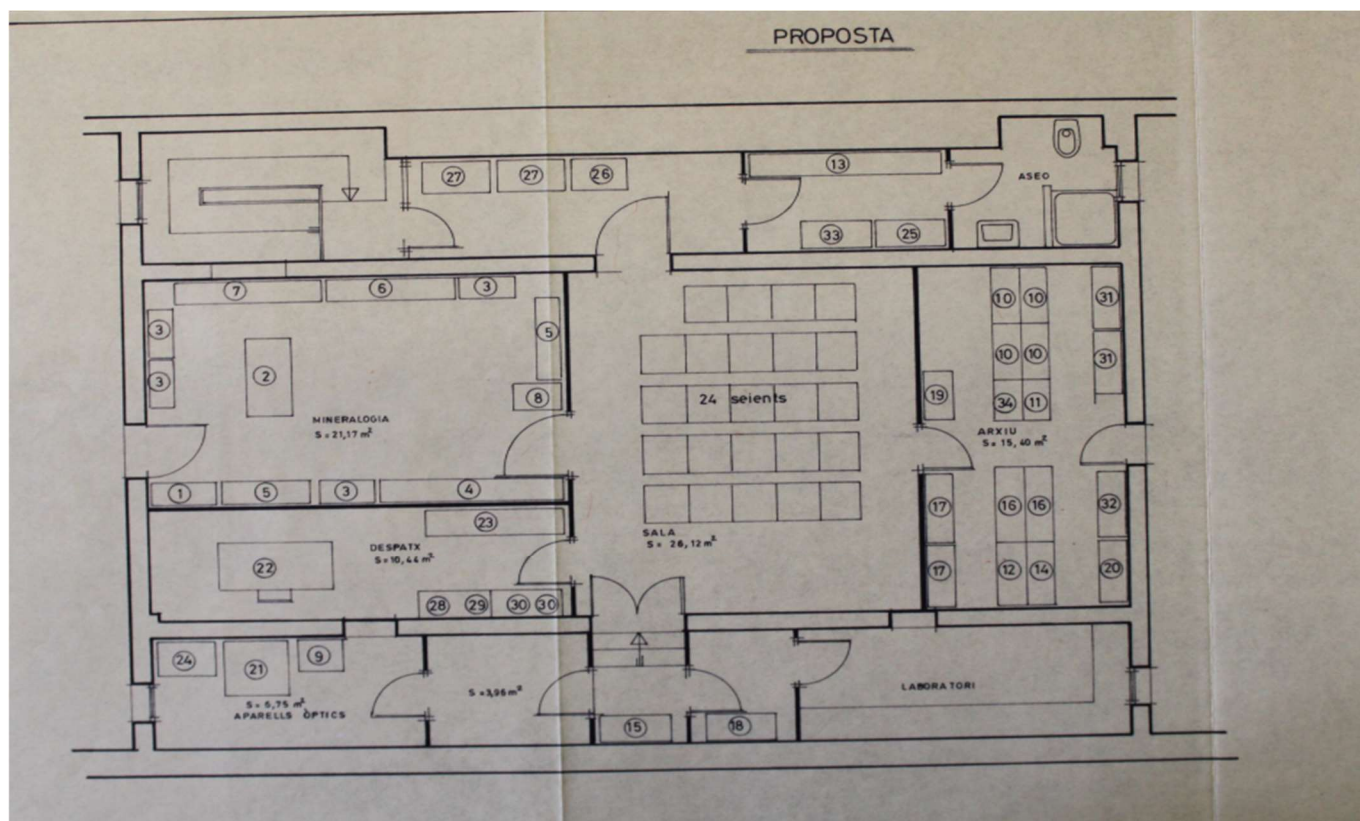 PROPOSTA
27 27 26
13
ASEO
33 25
7 6 3
3
3
2
5
8
MINERALOGIA
S = 21,17 m²
1 5 3 4
24 seients
10 10
10 10
34 11
31
31
19
ARXIU
S = 15,40 m²
17
17
16 16
12 14
32
20
SALA
S = 26,12 m²
23
DESPATX
S = 10,44 m²
22
28 29 30 30
24 21 9
S = 5,75 m²
APARELLS ÒPTICS
S = 3,96 m²
15 18
LABORATORI